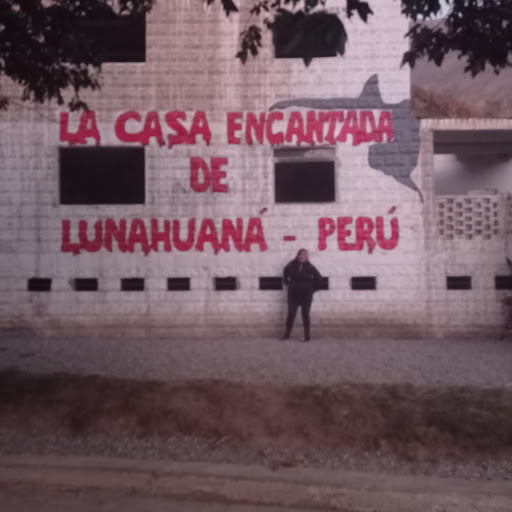 LA CASA ENCANTADA
DE
LUNAHUANÁ - PERÚ